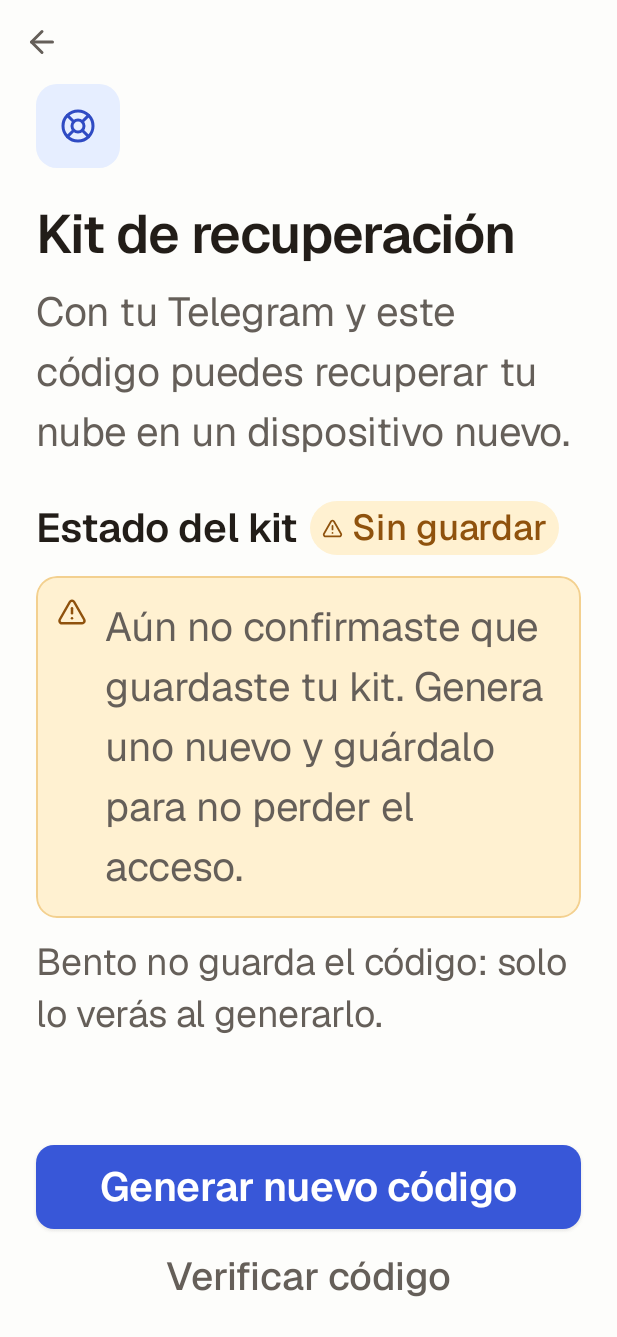 Kit de recuperación
Con tu Telegram y este
código puedes recuperar tu
nube en un dispositivo nuevo.
Estado del kit
Sin guardar
Aún no confirmaste que
guardaste tu kit. Genera
uno nuevo y guárdalo
para no perder el
acceso.
Bento no guarda el código: solo
lo verás al generarlo.
Generar nuevo código
Verificar código